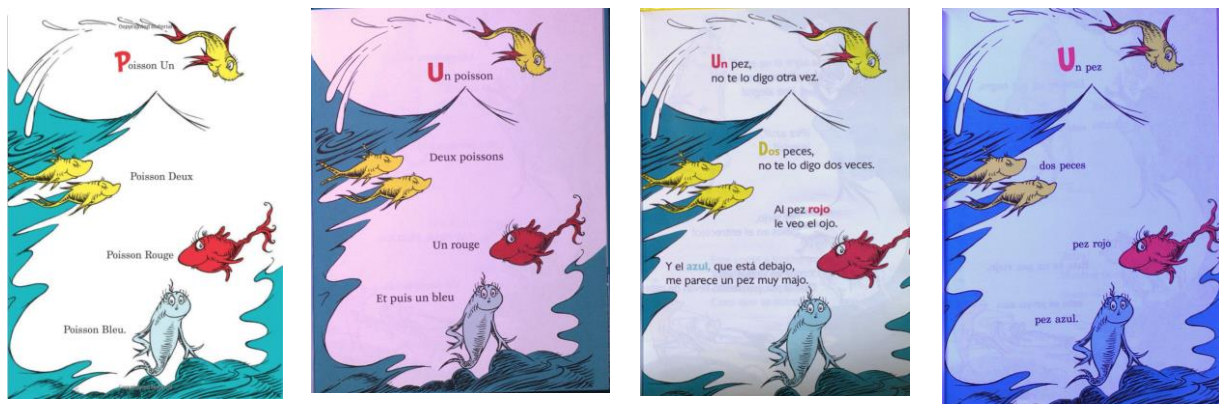 Poisson Un
Poisson Deux
Poisson Rouge
Poisson Bleu.
Un poisson
Deux poissons
Un rouge
Et puis un bleu
Un pez,
no te lo digo otra vez.
Dos peces,
no te lo digo dos veces.
Al pez rojo
le veo el ojo.
Y el azul, que está debajo,
me parece un pez muy majo.
Un pez
dos peces
pez rojo
pez azul.